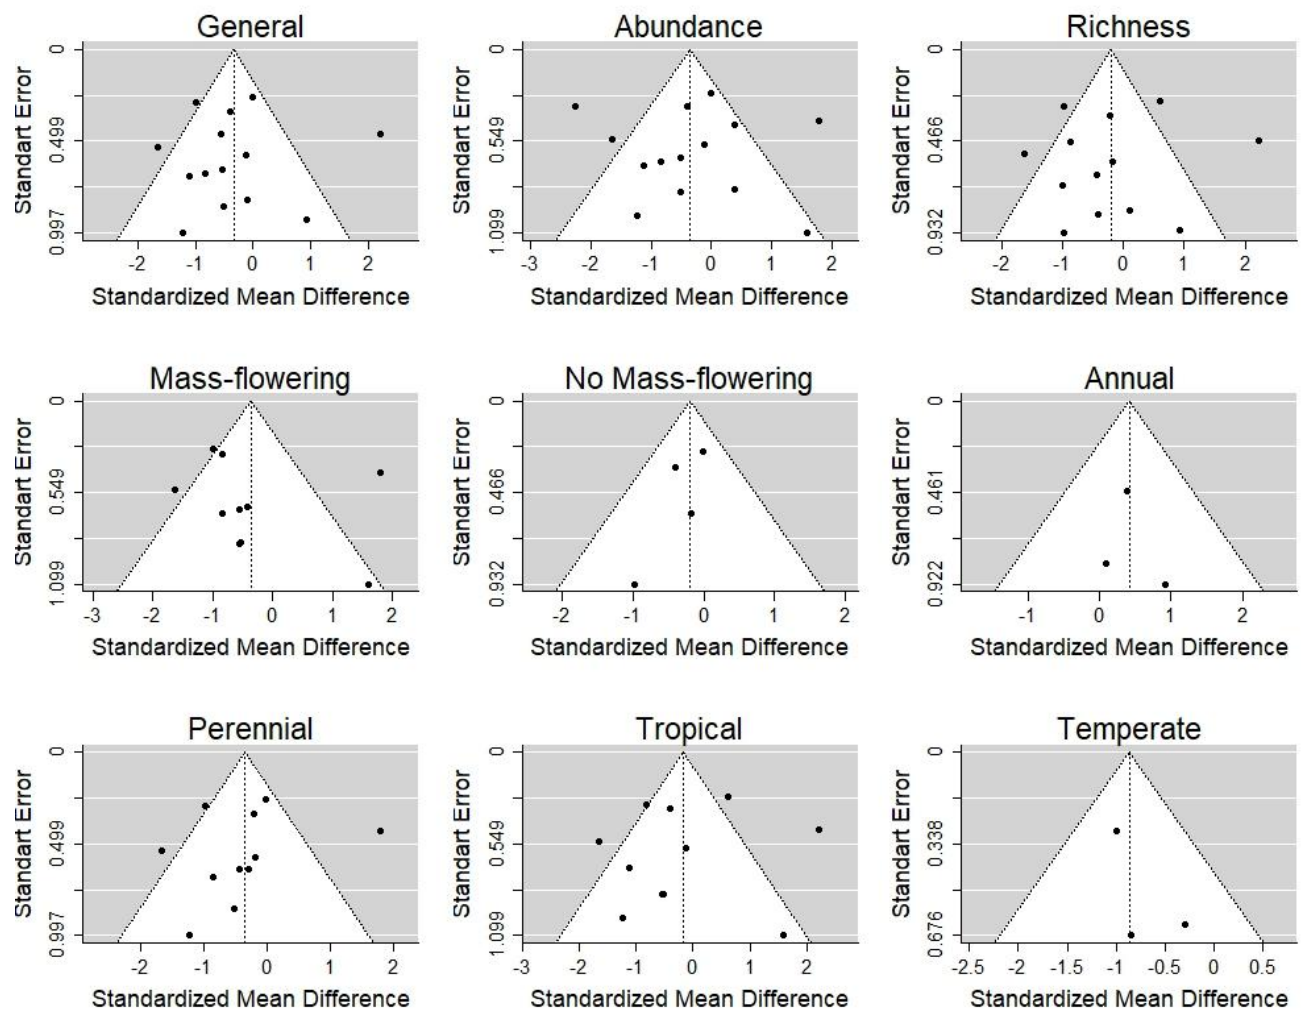 General
Standart Error
0
0.499
0.997
-2 -1 0 1 2
Standardized Mean Difference
Abundance
Standart Error
0
0.549
1.099
-3 -2 -1 0 1 2
Standardized Mean Difference
Richness
Standart Error
0
0.466
0.932
-2 -1 0 1 2
Standardized Mean Difference
Mass-flowering
Standart Error
0
0.549
1.099
-3 -2 -1 0 1 2
Standardized Mean Difference
No Mass-flowering
Standart Error
0
0.466
0.932
-2 -1 0 1 2
Standardized Mean Difference
Annual
Standart Error
0
0.461
0.922
-1 0 1 2
Standardized Mean Difference
Perennial
Standart Error
0
0.499
0.997
-2 -1 0 1 2
Standardized Mean Difference
Tropical
Standart Error
0
0.549
1.099
-3 -2 -1 0 1 2
Standardized Mean Difference
Temperate
Standart Error
0
0.338
0.676
-2.5 -2 -1.5 -1 -0.5 0 0.5
Standardized Mean Difference